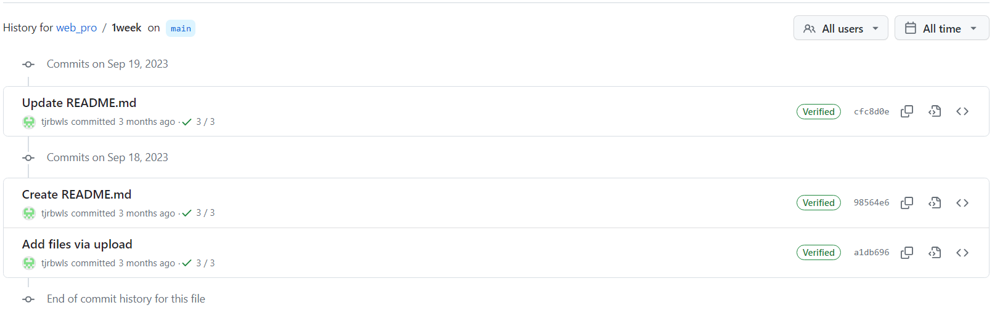 History for web_pro / 1week on main
All users
All time
Commits on Sep 19, 2023
Update README.md
tjrbwls committed 3 months ago · 3 / 3
Verified
cfc8d0e
Commits on Sep 18, 2023
Create README.md
tjrbwls committed 3 months ago · 3 / 3
Verified
98564e6
Add files via upload
tjrbwls committed 3 months ago · 3 / 3
Verified
a1db696
End of commit history for this file